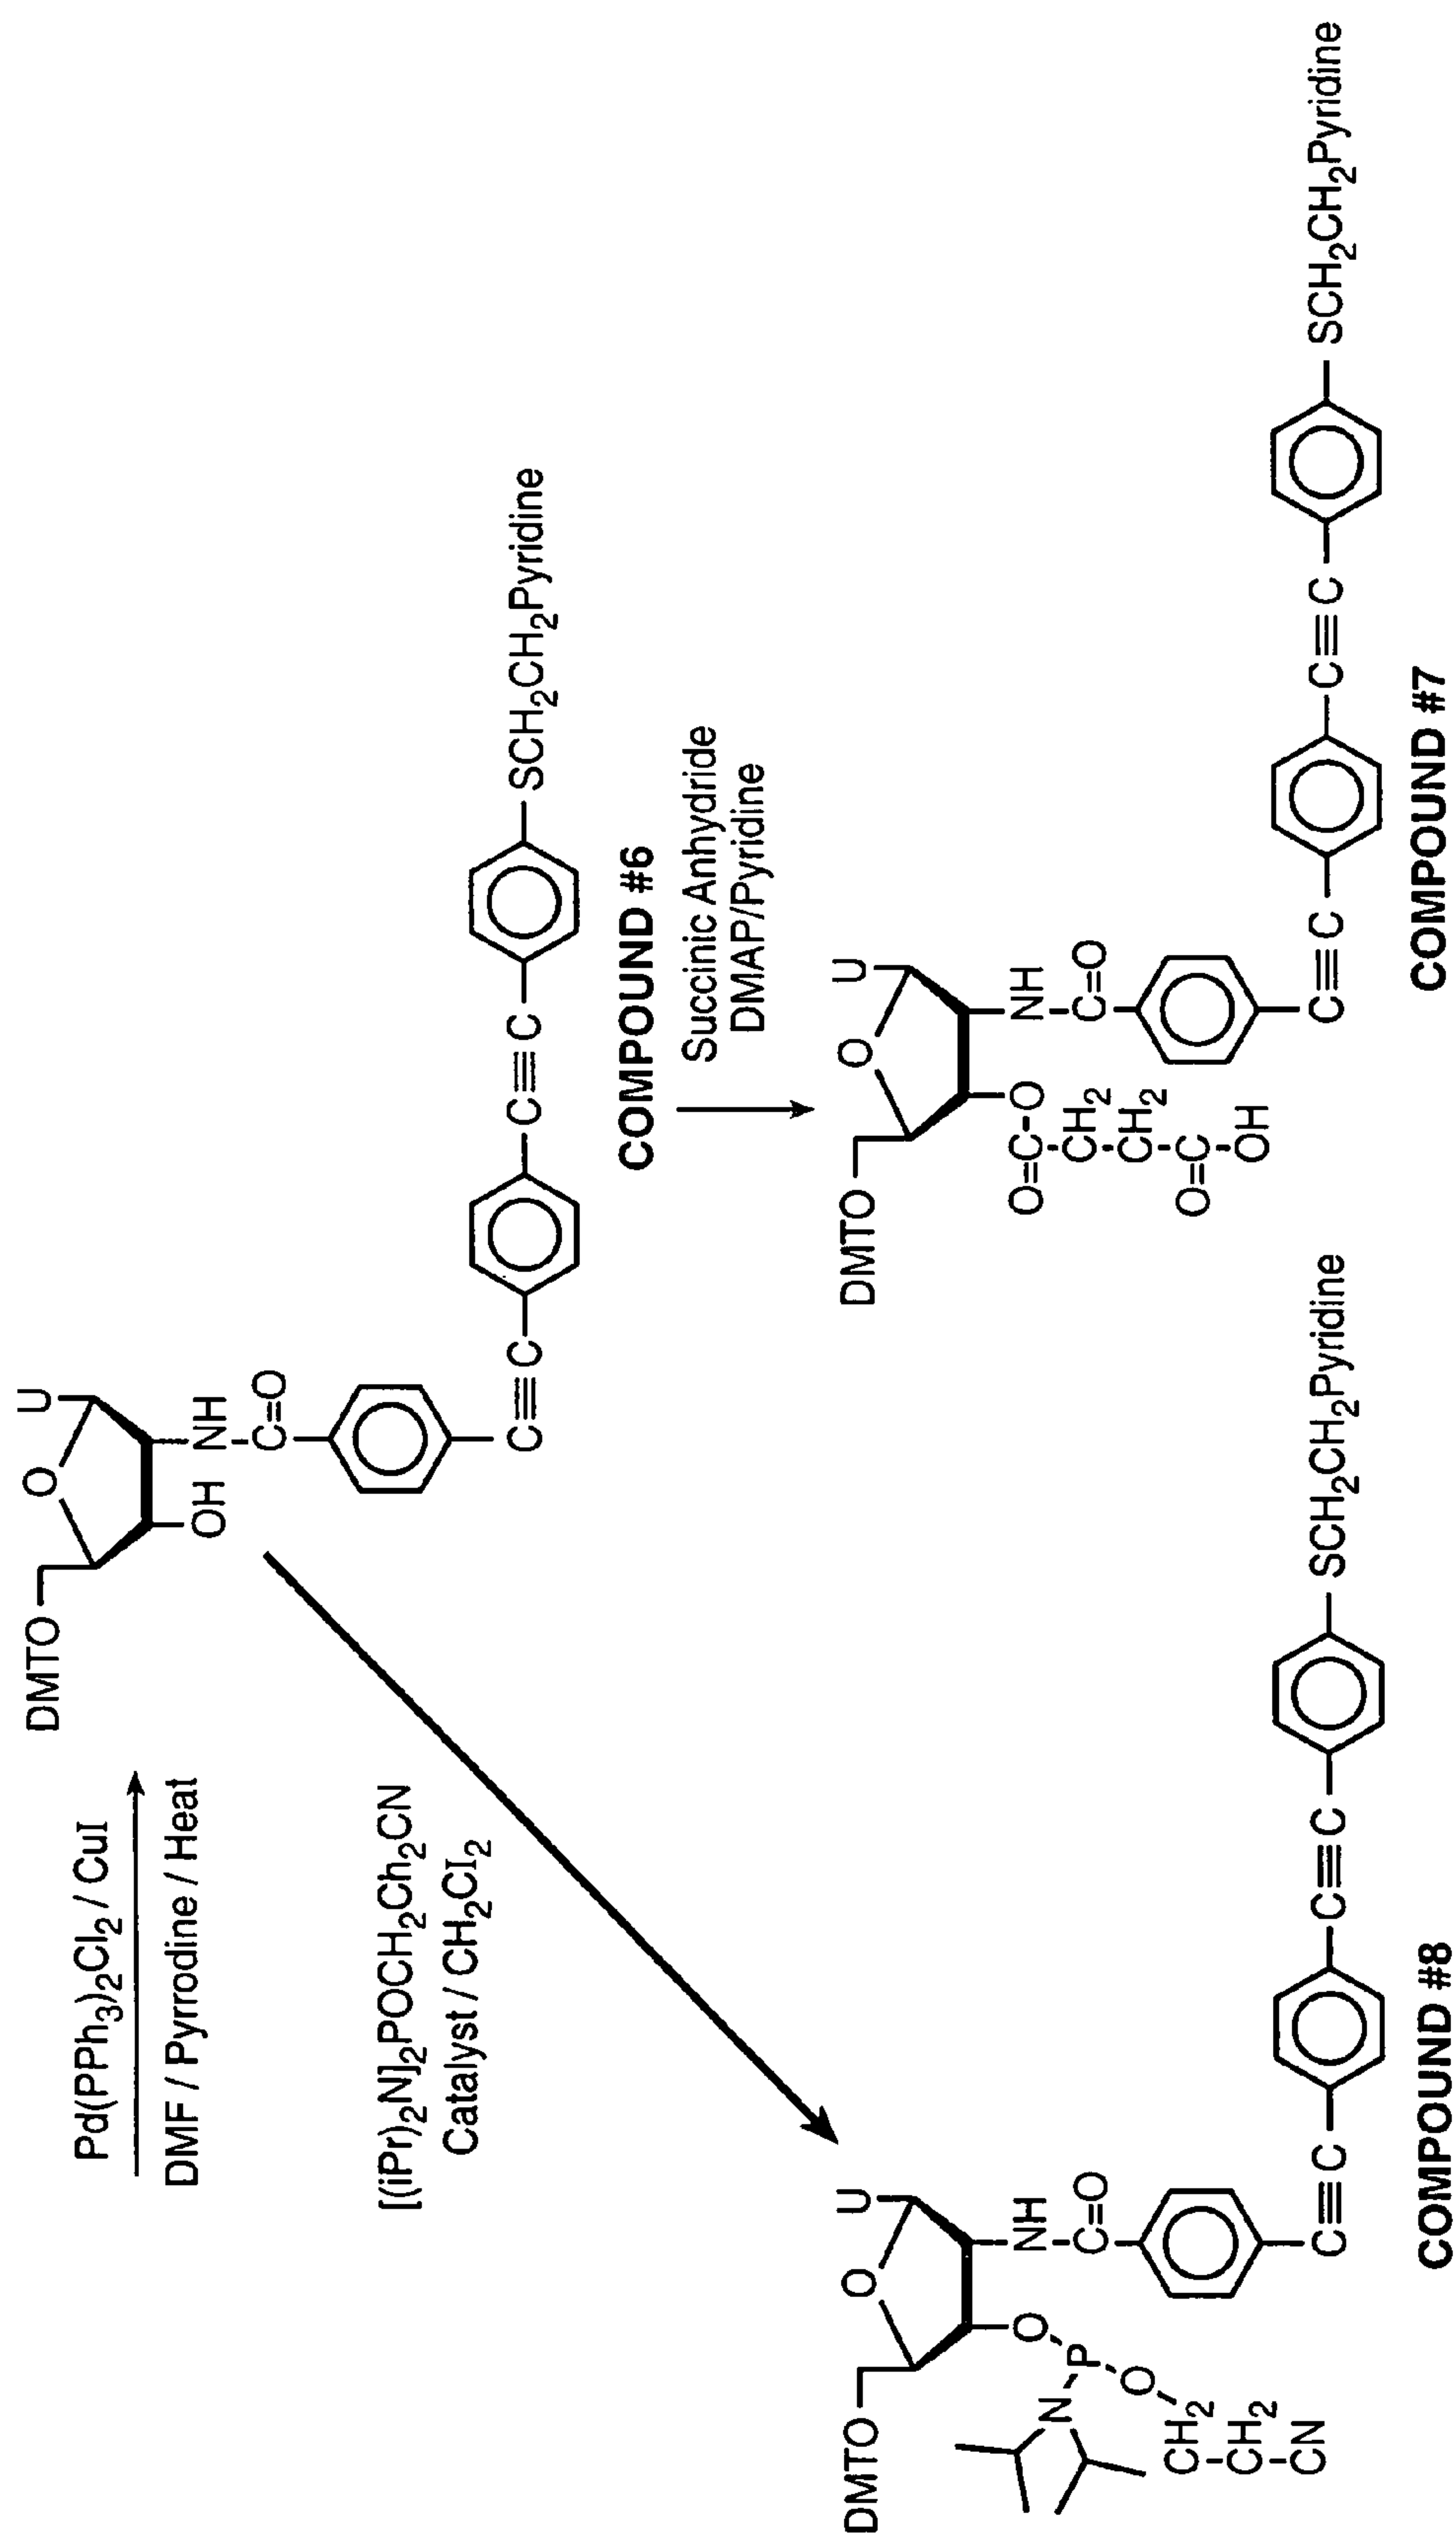 Pd(PPh3)2Cl2 / CuI
DMF / Pyrrodine / Heat
DMTO
O
U
OH
NH
C=O
C≡C
C≡C
SCH2CH2Pyridine
COMPOUND #6
[(iPr)2N]2POCH2Ch2CN
Catalyst / CH2Cl2
Succinic Anhydride
DMAP/Pyridine
DMTO
O
U
O
P
N
O
CH2
CH2
CN
NH
C=O
C≡C
C≡C
SCH2CH2Pyridine
COMPOUND #8
DMTO
O
U
O=C-O
CH2
CH2
O=C
OH
NH
C=O
C≡C
C≡C
SCH2CH2Pyridine
COMPOUND #7